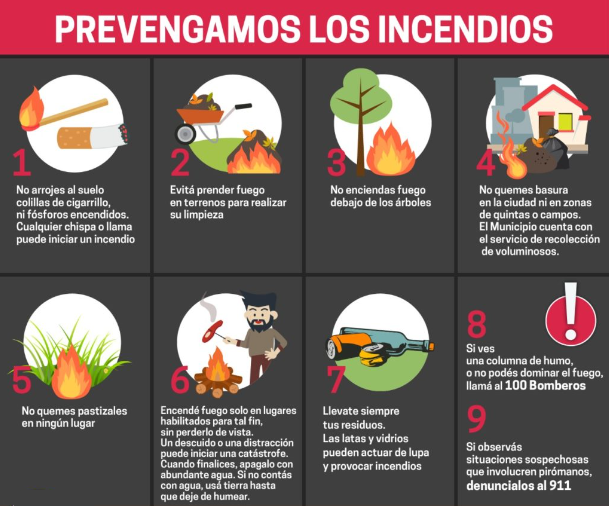 PREVENGAMOS LOS INCENDIOS
1
No arrojes al suelo
colillas de cigarrillo,
ni fósforos encendidos.
Cualquier chispa o llama
puede iniciar un incendio
2
Evitá prender fuego
en terrenos para realizar
su limpieza
3
No enciendas fuego
debajo de los árboles
4
No quemes basura
en la ciudad ni en zonas
de quintas o campos.
El Municipio cuenta con
el servicio de recolección
de voluminosos.
5
No quemes pastizales
en ningún lugar
6
Encendé fuego solo en lugares
habilitados para tal fin,
sin perderlo de vista.
Un descuido o una distracción
puede iniciar una catástrofe.
Cuando finalices, apagalo con
abundante agua. Si no contás
con agua, usá tierra hasta
que deje de humear.
7
Llevate siempre
tus residuos.
Las latas y vidrios
pueden actuar de lupa
y provocar incendios
8
Si ves
una columna de humo,
o no podés dominar el fuego,
llamá al 100 Bomberos
9
Si observás
situaciones sospechosas
que involucren pirómanos,
denuncialos al 911